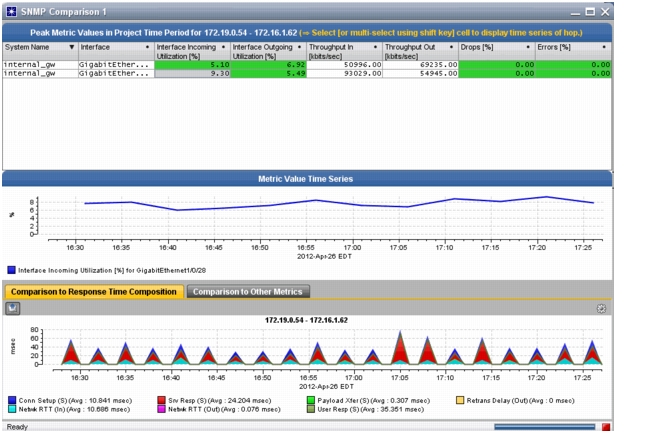 SNMP Comparison 1
Peak Metric Values in Project Time Period for 172.19.0.54 - 172.16.1.62 (⇒ Select [or multi-select using shift key] cell to display time series of hop.)
System Name ▼ Interface • Interface Incoming • Interface Outgoing • Throughput In • Throughput Out • Drops [%] • Errors [%] •
Utilization [%] Utilization [%] [kbits/sec] [kbits/sec]
internal_gw GigabitEther... 5.10 6.92 50996.00 69235.00 0.00 0.00
internal_gw GigabitEther... 9.30 5.49 93029.00 54945.00 0.00 0.00
Metric Value Time Series
8
6
4
2
0
%
16:30 16:35 16:40 16:45 16:50 16:55 17:00 17:05 17:10 17:15 17:20 17:25
2012-Apr-26 EDT
Interface Incoming Utilization [%] for GigabitEthernet1/0/28
Comparison to Response Time Composition Comparison to Other Metrics
172.19.0.54 - 172.16.1.62
80
60
40
20
0
msec
16:30 16:35 16:40 16:45 16:50 16:55 17:00 17:05 17:10 17:15 17:20 17:25
2012-Apr-26 EDT
Conn Setup (S) (Avg : 10.841 msec) Srv Resp (S) (Avg : 24.204 msec) Payload Xfer (S) (Avg : 0.307 msec) Retrans Delay (Out) (Avg : 0 msec)
Netwk RTT (In) (Avg : 10.686 msec) Netwk RTT (Out) (Avg : 0.076 msec) User Resp (S) (Avg : 35.351 msec)
Ready